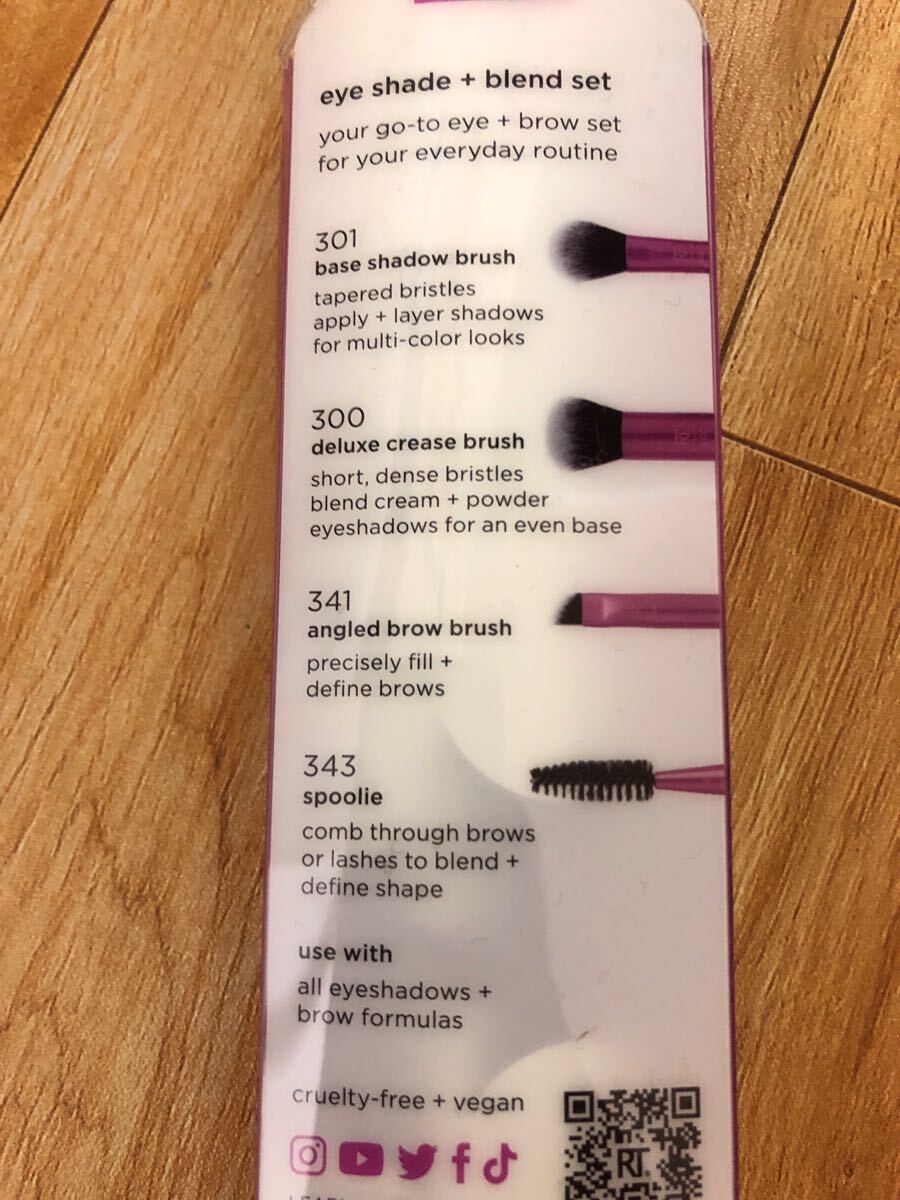 eye shade + blend set
your go-to eye + brow set
for your everyday routine
301
base shadow brush
tapered bristles
apply + layer shadows
for multi-color looks
300
deluxe crease brush
short, dense bristles
blend cream + powder
eyeshadows for an even base
341
angled brow brush
precisely fill +
define brows
343
spoolie
comb through brows
or lashes to blend +
define shape
use with
all eyeshadows +
brow formulas
cruelty-free + vegan
RT